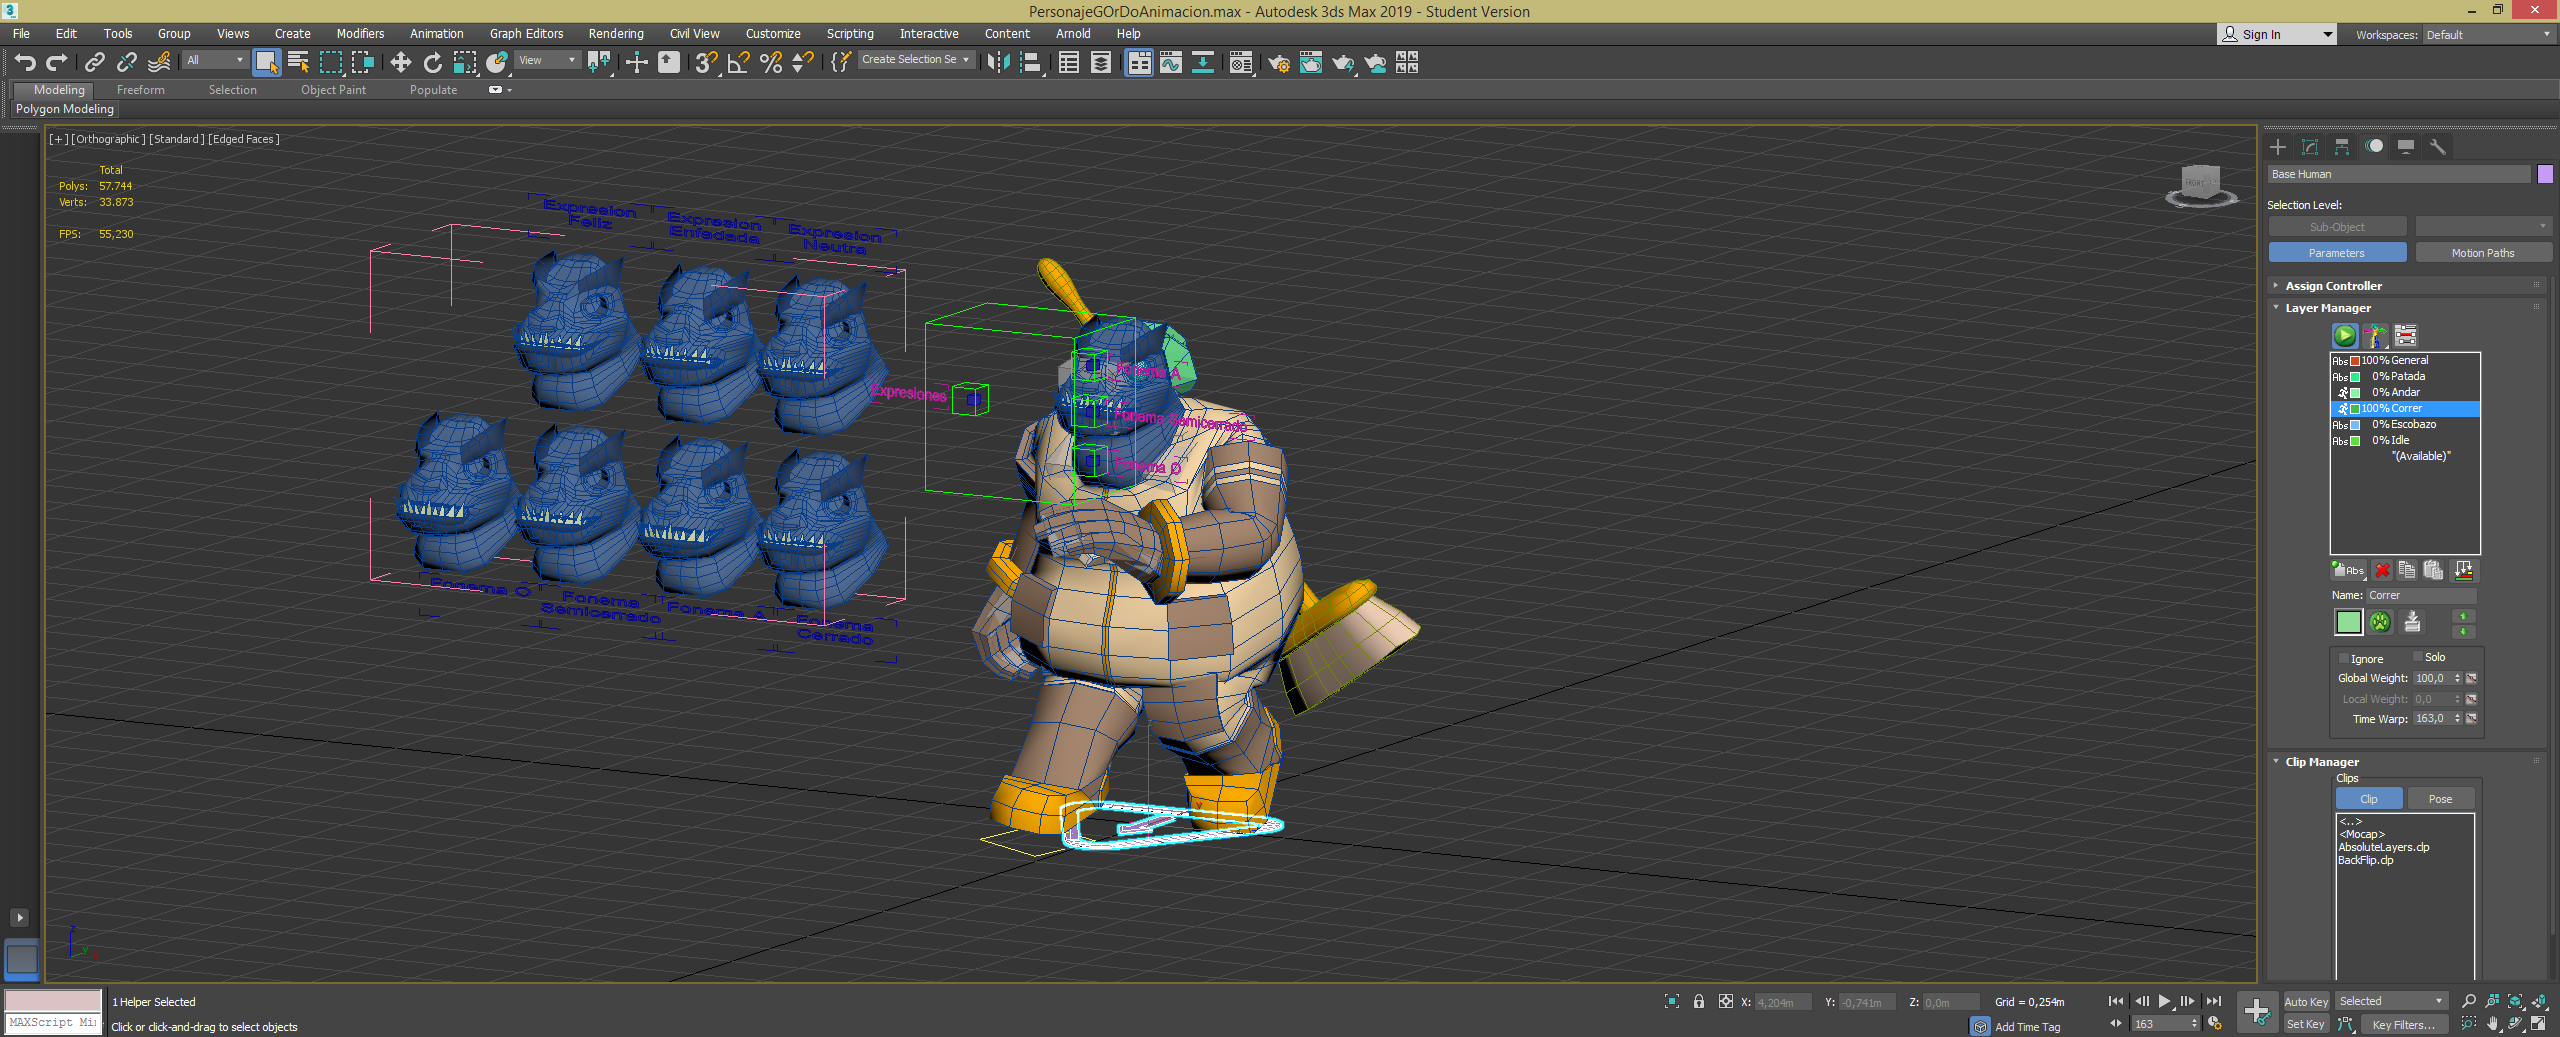 PersonajeGOrDoAnimacion.max - Autodesk 3ds Max 2019 - Student Version
File Edit Tools Group Views Create Modifiers Animation Graph Editors Rendering Civil View Customize Scripting Interactive Content Arnold Help
Sign In
Workspaces: Default
All
View
Create Selection Se
Modeling Freeform Selection Object Paint Populate
Polygon Modeling
[+] [Orthographic] [Standard] [Edged Faces]
Total
Polys: 57.744
Verts: 33.873
FPS: 55,230
Expresion
Feliz
Expresion
Enfadada
Expresion
Neutra
Expresiones
Fonema A
Fonema Semicerrado
Fonema O
Fonema O
Fonema
Semicerrado
Fonema A
Fonema
Cerrado
FRONT
Base Human
Selection Level:
Sub-Object
Parameters Motion Paths
Assign Controller
Layer Manager
Abs 100% General
Abs 0% Patada
0% Andar
100% Correr
Abs 0% Escobazo
Abs 0% Idle
"(Available)"
Abs
Name: Correr
Ignore Solo
Global Weight: 100,0
Local Weight: 0,0
Time Warp: 163,0
Clip Manager
Clips
Clip Pose
<..>
<Mocap>
AbsoluteLayers.clp
BackFlip.clp
1 Helper Selected
MAXScript Mi
Click or click-and-drag to select objects
X: 4,204m Y: -0,741m Z: 0,0m Grid = 0,254m
Add Time Tag
163
Auto Key Selected
Set Key Key Filters...